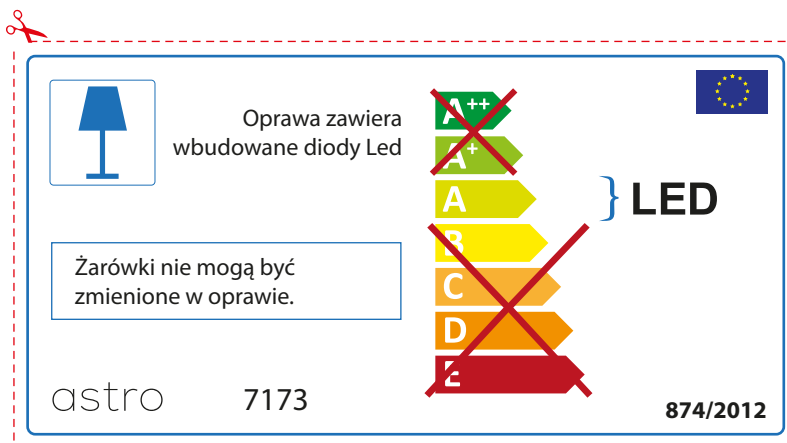 Oprawa zawiera
wbudowane diody Led
A++
A+
A
LED
B
Żarówki nie mogą być
zmienione w oprawie.
C
D
E
astro
7173
874/2012